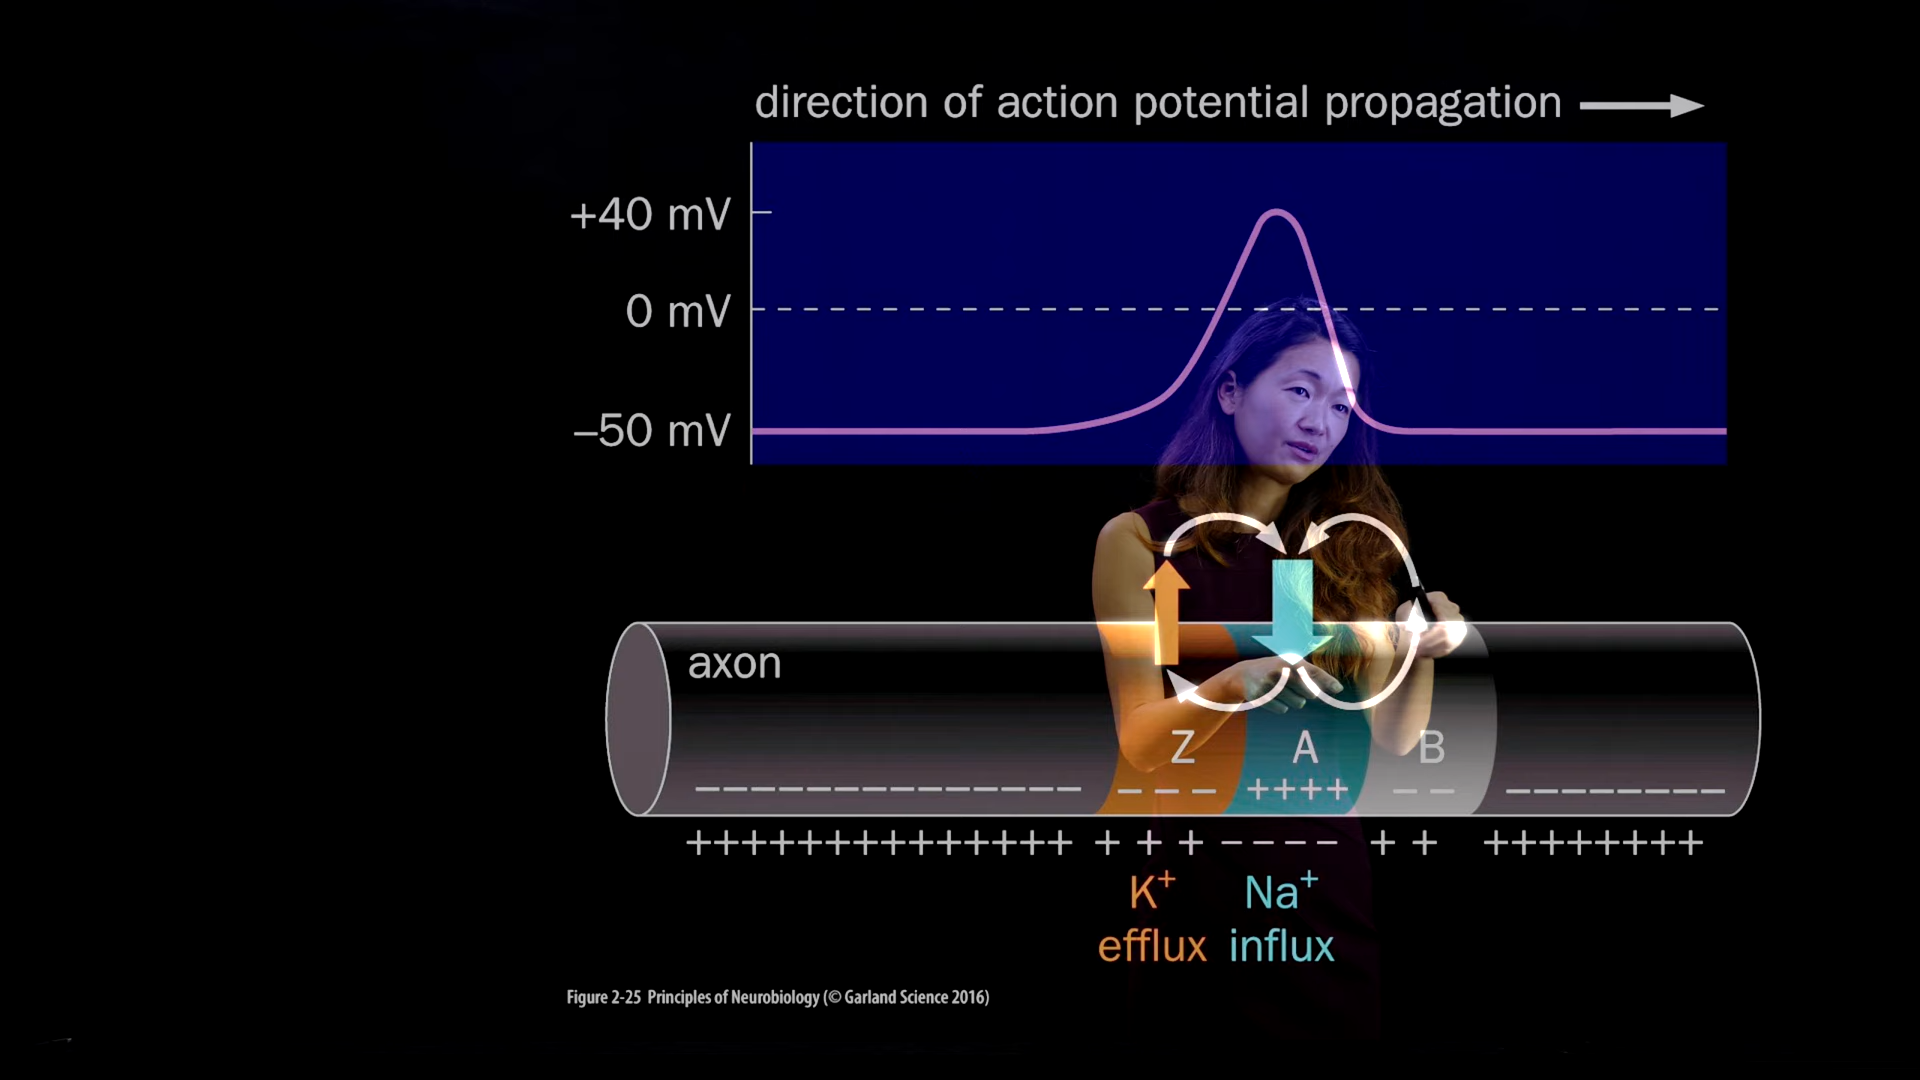 direction of action potential propagation
+40 mV
0 mV
–50 mV
axon
Z A B
–––––––––––––– – – – ++++ – – ––––––––
++++++++++++++ + + + –––– + + ++++++++
K⁺ Na⁺
efflux influx
Figure 2-25 Principles of Neurobiology (© Garland Science 2016)